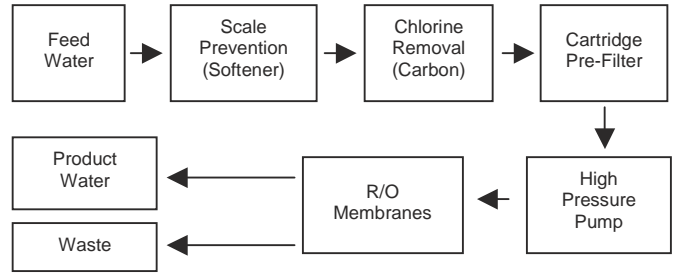 Feed
Water
Scale
Prevention
(Softener)
Chlorine
Removal
(Carbon)
Cartridge
Pre-Filter
High
Pressure
Pump
R/O
Membranes
Product
Water
Waste